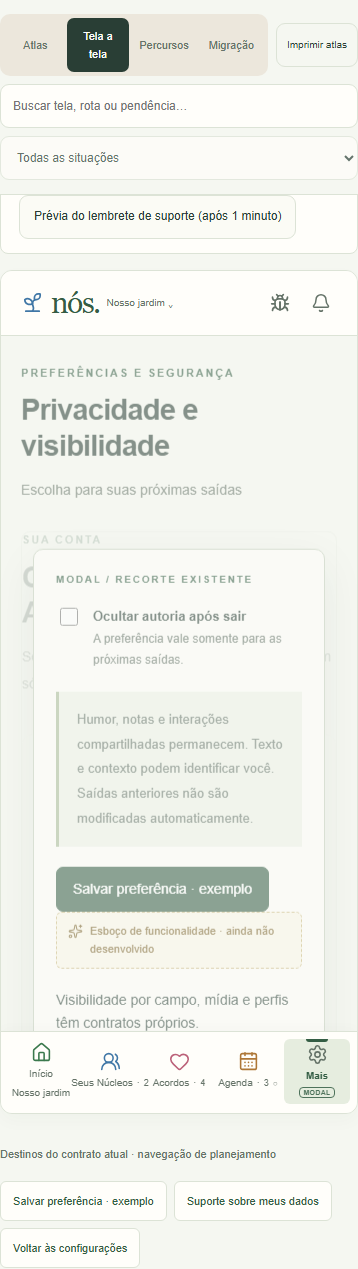 Atlas
Tela a
tela
Percursos
Migração
Imprimir atlas
Buscar tela, rota ou pendência…
Todas as situações
Prévia do lembrete de suporte (após 1 minuto)
nós.
Nosso jardim
PREFERÊNCIAS E SEGURANÇA
Privacidade e
visibilidade
Escolha para suas próximas saídas
SUA CONTA
MODAL / RECORTE EXISTENTE
Ocultar autoria após sair
A preferência vale somente para as
próximas saídas.
Humor, notas e interações
compartilhadas permanecem. Texto
e contexto podem identificar você.
Saídas anteriores não são
modificadas automaticamente.
Salvar preferência · exemplo
Esboço de funcionalidade · ainda não
desenvolvido
Visibilidade por campo, mídia e perfis
têm contratos próprios.
Início
Nosso jardim
Seus Núcleos · 2
Acordos · 4
Agenda · 3
Mais
MODAL
Destinos do contrato atual · navegação de planejamento
Salvar preferência · exemplo
Suporte sobre meus dados
Voltar às configurações